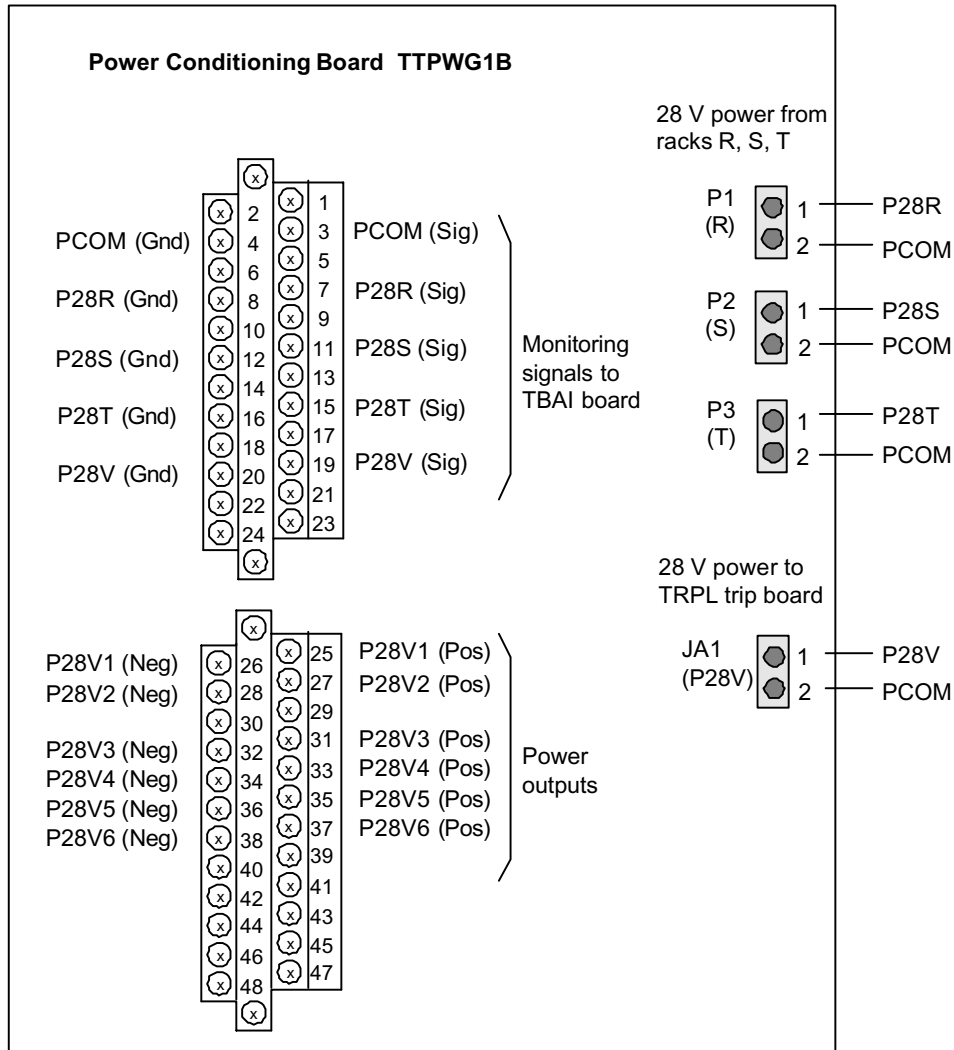 Power Conditioning Board TTPWG1B
28 V power from
racks R, S, T
x
1
2
PCOM (Gnd)
3
4
PCOM (Sig)
5
6
P28R (Gnd)
7
8
P28R (Sig)
9
10
P28S (Gnd)
11
12
P28S (Sig)
13
14
P28T (Gnd)
15
16
P28T (Sig)
17
18
P28V (Gnd)
19
20
P28V (Sig)
21
22
23
24
x
Monitoring
signals to
TBAI board
P1
(R)
1
P28R
2
PCOM
P2
(S)
1
P28S
2
PCOM
P3
(T)
1
P28T
2
PCOM
28 V power to
TRPL trip board
JA1
(P28V)
1
P28V
2
PCOM
x
P28V1 (Neg)
26
25
P28V1 (Pos)
P28V2 (Neg)
28
27
P28V2 (Pos)
30
29
P28V3 (Neg)
32
31
P28V3 (Pos)
P28V4 (Neg)
34
33
P28V4 (Pos)
P28V5 (Neg)
36
35
P28V5 (Pos)
P28V6 (Neg)
38
37
P28V6 (Pos)
40
39
42
41
44
43
46
45
48
47
x
Power
outputs